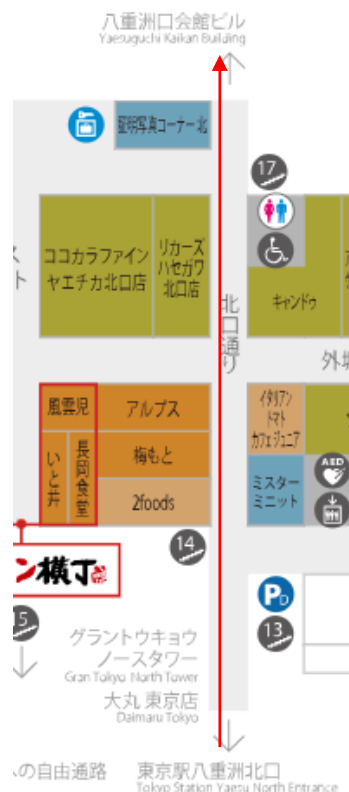 八重洲口会館ビル
Yaesuguchi Kaikan Building
証明写真コーナー北
17
ココカラファイン
ヤエチカ北口店
リカーズ
ハセガワ
北口店
キャンドゥ
北口通り
ト
外堀
風雲児
アルプス
いと井
長岡食堂
梅もと
2foods
イタリアン
トマト
カフェジュニア
ミスター
ミニット
AED
14
ン横丁
PD
13
15
グラントウキョウ
ノースタワー
Gran Tokyo North Tower
大丸 東京店
Daimaru Tokyo
への自由通路
東京駅八重洲北口
Tokyo Station Yaesu North Entrance